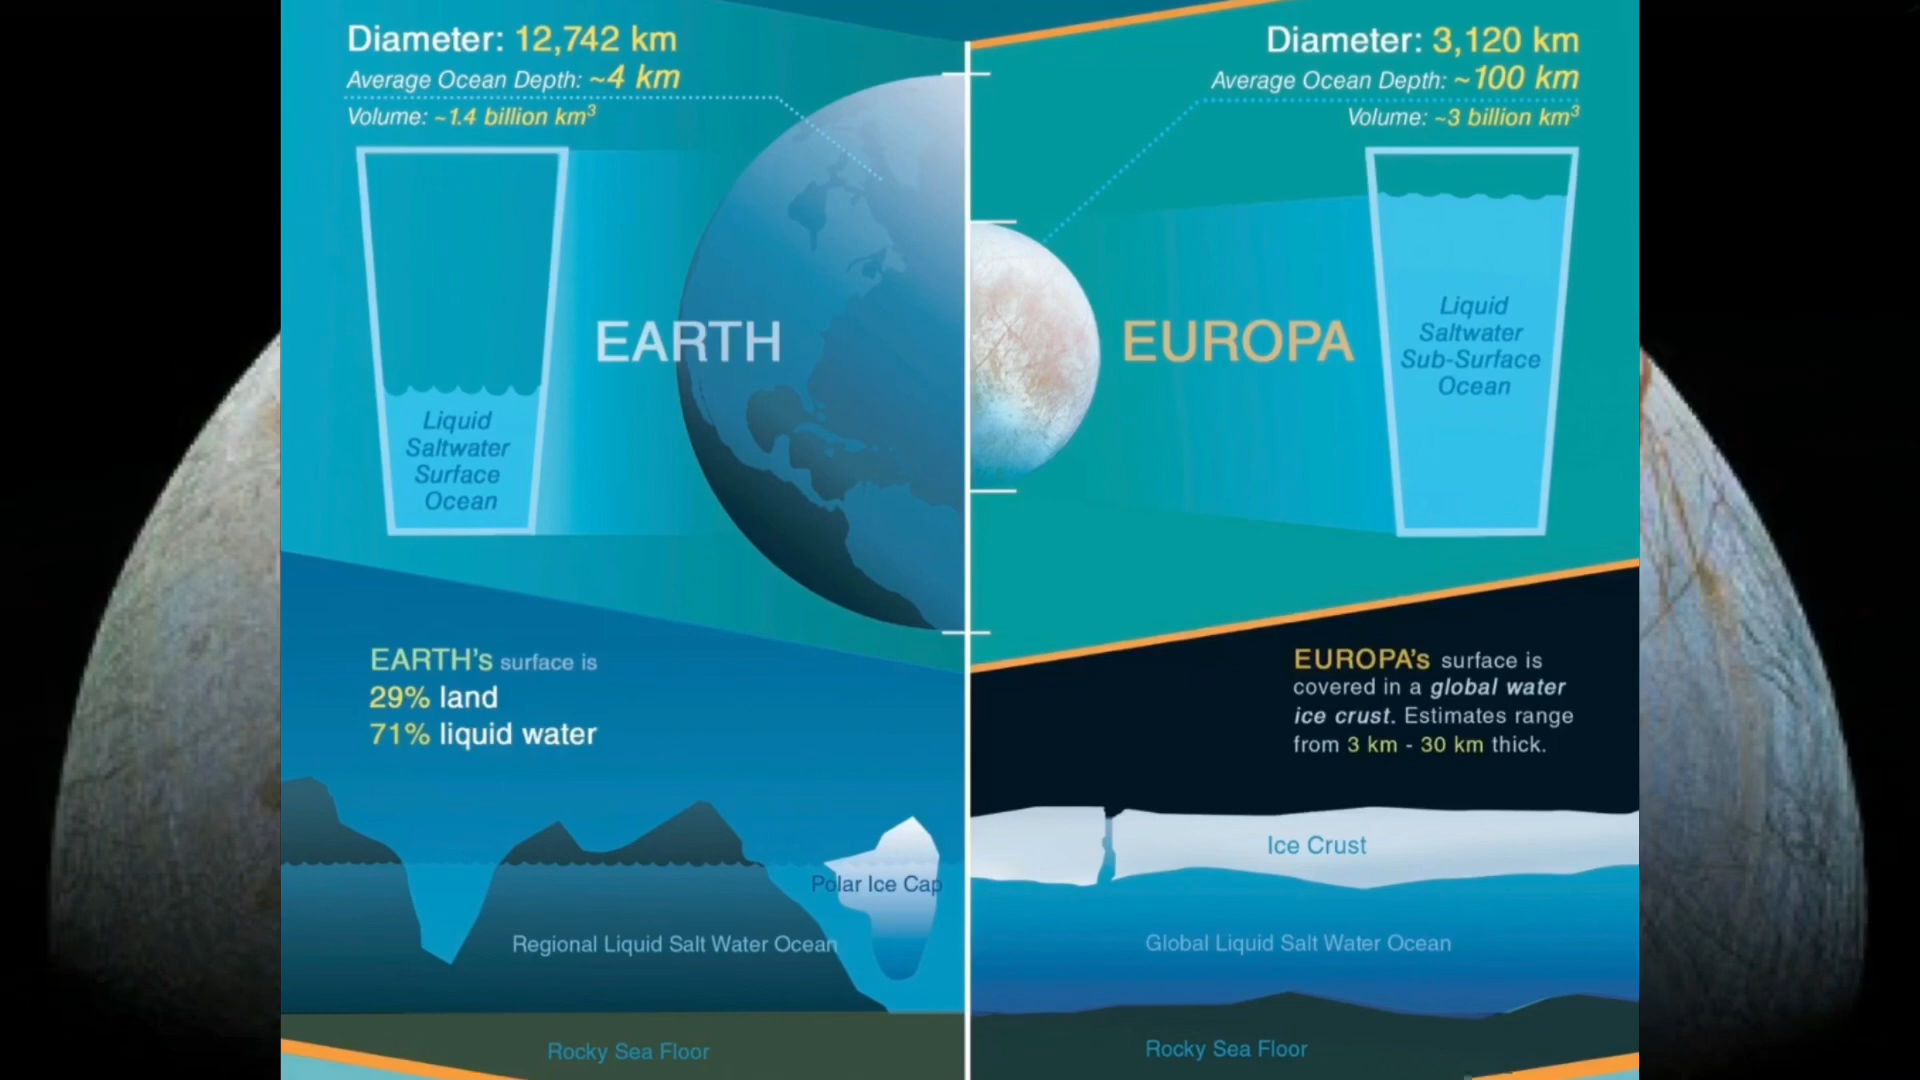 Diameter: 12,742 km
Average Ocean Depth: ~4 km
Volume: ~1.4 billion km³
Liquid
Saltwater
Surface
Ocean
EARTH
EARTH's surface is
29% land
71% liquid water
Polar Ice Cap
Regional Liquid Salt Water Ocean
Rocky Sea Floor
Diameter: 3,120 km
Average Ocean Depth: ~100 km
Volume: ~3 billion km³
EUROPA
Liquid
Saltwater
Sub-Surface
Ocean
EUROPA's surface is
covered in a global water
ice crust. Estimates range
from 3 km - 30 km thick.
Ice Crust
Global Liquid Salt Water Ocean
Rocky Sea Floor